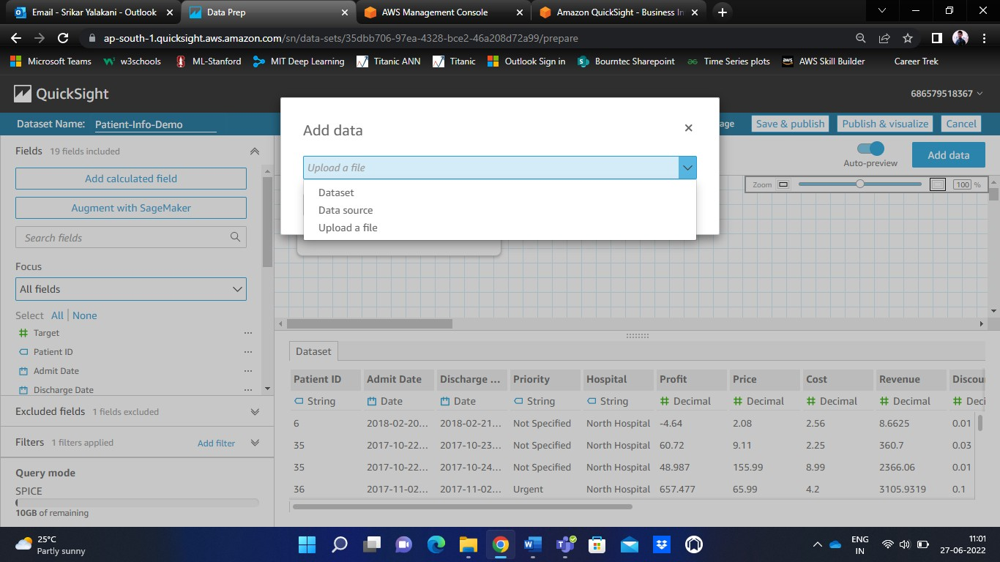 Email - Srikar Yalakani - Outlook
Data Prep
AWS Management Console
Amazon QuickSight - Business In
ap-south-1.quicksight.aws.amazon.com/sn/data-sets/35dbb706-97ea-4328-bce2-46a208d72a99/prepare
Microsoft Teams
w3schools
ML-Stanford
MIT Deep Learning
Titanic ANN
Titanic
Outlook Sign in
Bourntec Sharepoint
Time Series plots
aws
AWS Skill Builder
Career Trek
QuickSight
686579518367
Dataset Name:
Patient-Info-Demo
age
Save & publish
Publish & visualize
Cancel
Fields
19 fields included
Add calculated field
Augment with SageMaker
Search fields
Focus
All fields
Select All | None
Target
Patient ID
Admit Date
Discharge Date
Excluded fields
1 fields excluded
Filters
1 filters applied
Add filter
Query mode
SPICE
10GB of remaining
Add data
Upload a file
Dataset
Data source
Upload a file
Auto-preview
Add data
Zoom
100 %
Dataset
Patient ID Admit Date Discharge ... Priority Hospital Profit Price Cost Revenue Discou
String Date Date String String Decimal Decimal Decimal Decimal Deci
6 2018-02-20... 2018-02-21... Not Specified North Hospital -4.64 2.08 2.56 8.6625 0.01
35 2017-10-22... 2017-10-23... Not Specified North Hospital 60.72 9.11 2.25 360.7 0.03
35 2017-10-22... 2017-10-24... Not Specified North Hospital 48.987 155.99 8.99 2366.06 0.01
36 2017-11-02... 2017-11-02... Urgent North Hospital 657.477 65.99 4.2 3105.9319 0.1
25°C
Partly sunny
ENG
IN
11:01
27-06-2022